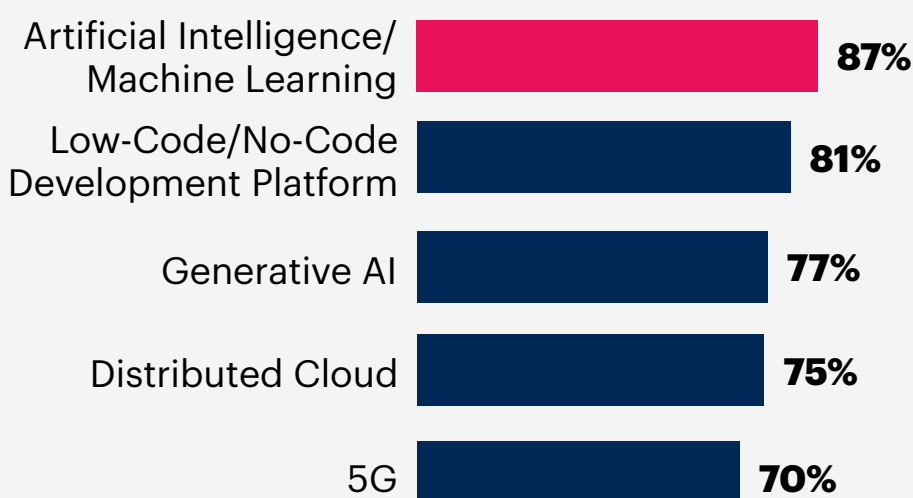 Artificial Intelligence/
Machine Learning
87%
Low-Code/No-Code
Development Platform
81%
Generative AI
77%
Distributed Cloud
75%
5G
70%